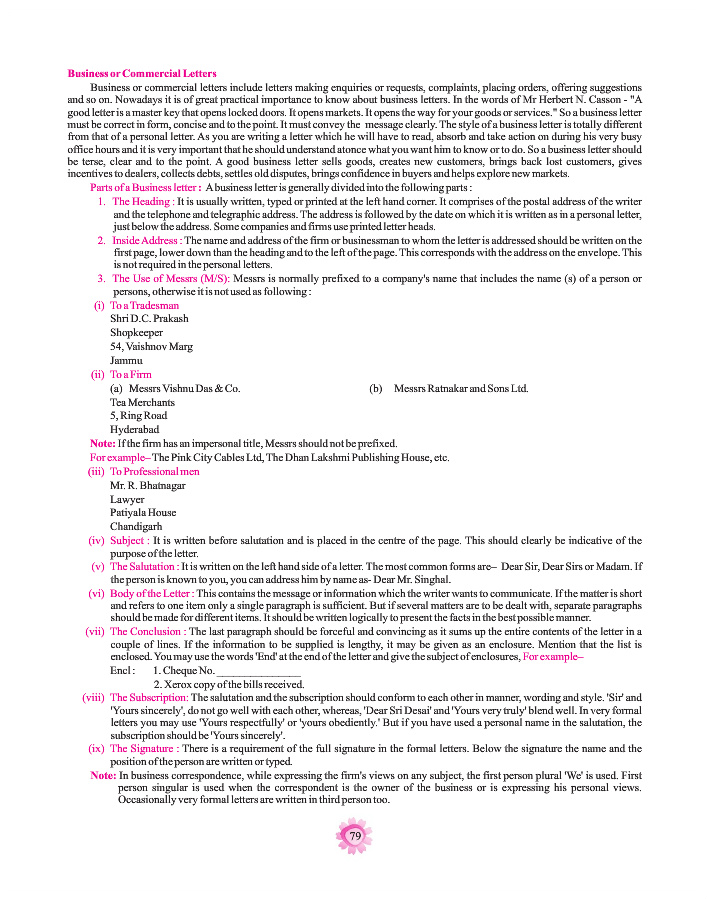 Business or Commercial Letters
Business or commercial letters include letters making enquiries or requests, complaints, placing orders, offering suggestions
and so on. Nowadays it is of great practical importance to know about business letters. In the words of Mr Herbert N. Casson - "A
good letter is a master key that opens locked doors. It opens markets. It opens the way for your goods or services." So a business letter
must be correct in form, concise and to the point. It must convey the message clearly. The style of a business letter is totally different
from that of a personal letter. As you are writing a letter which he will have to read, absorb and take action on during his very busy
office hours and it is very important that he should understand atonce what you want him to know or to do. So a business letter should
be terse, clear and to the point. A good business letter sells goods, creates new customers, brings back lost customers, gives
incentives to dealers, collects debts, settles old disputes, brings confidence in buyers and helps explore new markets.
Parts of a Business letter : A business letter is generally divided into the following parts :
1. The Heading : It is usually written, typed or printed at the left hand corner. It comprises of the postal address of the writer
and the telephone and telegraphic address. The address is followed by the date on which it is written as in a personal letter,
just below the address. Some companies and firms use printed letter heads.
2. Inside Address : The name and address of the firm or businessman to whom the letter is addressed should be written on the
first page, lower down than the heading and to the left of the page. This corresponds with the address on the envelope. This
is not required in the personal letters.
3. The Use of Messrs (M/S): Messrs is normally prefixed to a company's name that includes the name (s) of a person or
persons, otherwise it is not used as following :
(i) To a Tradesman
Shri D.C. Prakash
Shopkeeper
54, Vaishnov Marg
Jammu
(ii) To a Firm
(a) Messrs Vishnu Das & Co. (b) Messrs Ratnakar and Sons Ltd.
Tea Merchants
5, Ring Road
Hyderabad
Note: If the firm has an impersonal title, Messrs should not be prefixed.
For example– The Pink City Cables Ltd, The Dhan Lakshmi Publishing House, etc.
(iii) To Professional men
Mr. R. Bhatnagar
Lawyer
Patiyala House
Chandigarh
(iv) Subject : It is written before salutation and is placed in the centre of the page. This should clearly be indicative of the
purpose of the letter.
(v) The Salutation : It is written on the left hand side of a letter. The most common forms are– Dear Sir, Dear Sirs or Madam. If
the person is known to you, you can address him by name as- Dear Mr. Singhal.
(vi) Body of the Letter : This contains the message or information which the writer wants to communicate. If the matter is short
and refers to one item only a single paragraph is sufficient. But if several matters are to be dealt with, separate paragraphs
should be made for different items. It should be written logically to present the facts in the best possible manner.
(vii) The Conclusion : The last paragraph should be forceful and convincing as it sums up the entire contents of the letter in a
couple of lines. If the information to be supplied is lengthy, it may be given as an enclosure. Mention that the list is
enclosed. You may use the words 'End' at the end of the letter and give the subject of enclosures, For example–
Encl : 1. Cheque No. ________________
2. Xerox copy of the bills received.
(viii) The Subscription: The salutation and the subscription should conform to each other in manner, wording and style. 'Sir' and
'Yours sincerely', do not go well with each other, whereas, 'Dear Sri Desai' and 'Yours very truly' blend well. In very formal
letters you may use 'Yours respectfully' or 'yours obediently.' But if you have used a personal name in the salutation, the
subscription should be 'Yours sincerely'.
(ix) The Signature : There is a requirement of the full signature in the formal letters. Below the signature the name and the
position of the person are written or typed.
Note: In business correspondence, while expressing the firm's views on any subject, the first person plural 'We' is used. First
person singular is used when the correspondent is the owner of the business or is expressing his personal views.
Occasionally very formal letters are written in third person too.
79